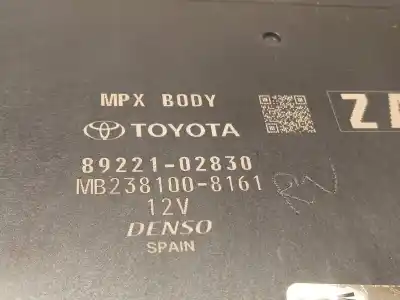 MPX BODY
TOYOTA
89221-02830
MB238100-8161
12V
DENSO
SPAIN